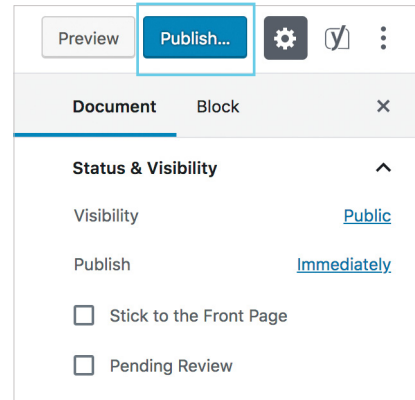 Preview Publish...
Document Block
Status & Visibility
Visibility Public
Publish Immediately
Stick to the Front Page
Pending Review